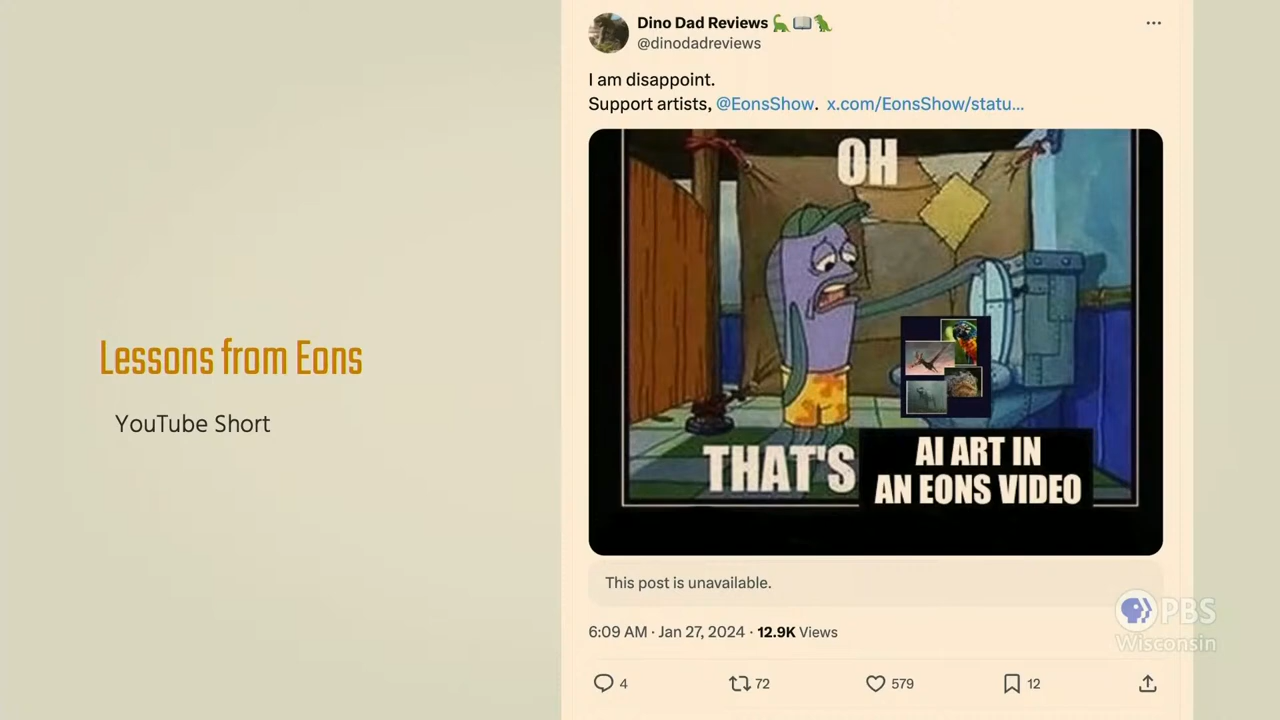 Lessons from Eons
YouTube Short
Dino Dad Reviews 🦕📖🦖
@dinodadreviews
I am disappoint.
Support artists, @EonsShow. x.com/EonsShow/statu...
OH
THAT'S
AI ART IN
AN EONS VIDEO
This post is unavailable.
6:09 AM · Jan 27, 2024 · 12.9K Views
4 72 579 12
PBS
Wisconsin